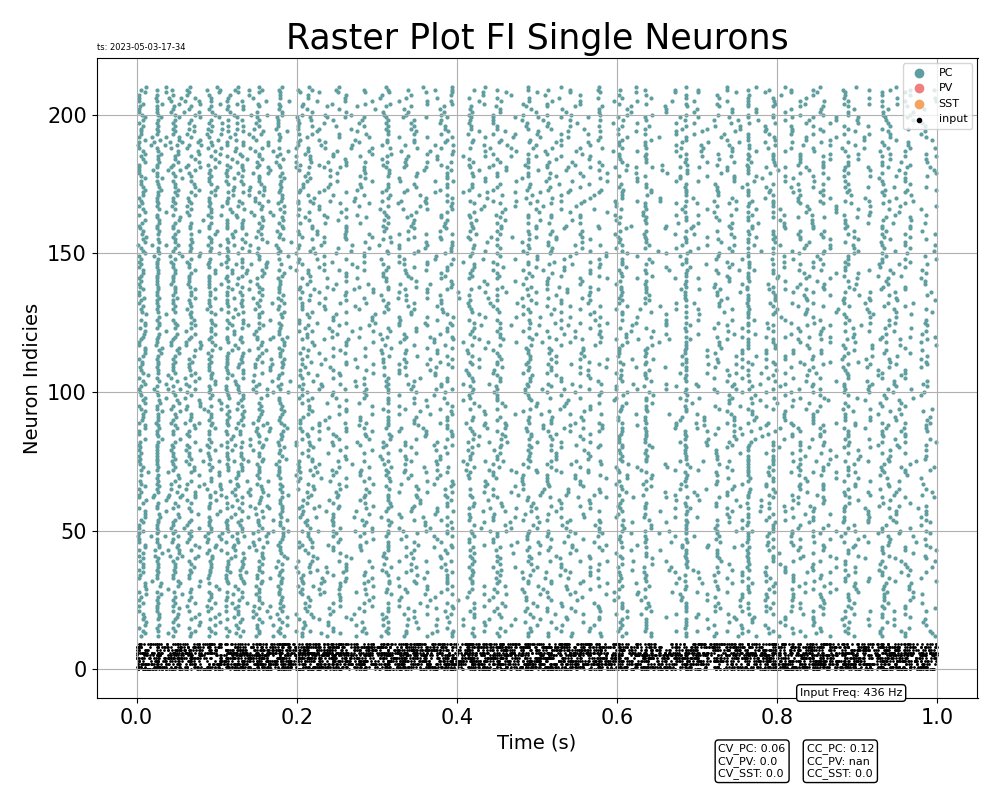 Raster Plot FI Single Neurons
ts: 2023-05-03-17-34
PC
PV
SST
input
200
150
100
50
0
Neuron Indicies
0.0 0.2 0.4 0.6 0.8 1.0
Time (s)
Input Freq: 436 Hz
CV_PC: 0.06
CV_PV: 0.0
CV_SST: 0.0
CC_PC: 0.12
CC_PV: nan
CC_SST: 0.0